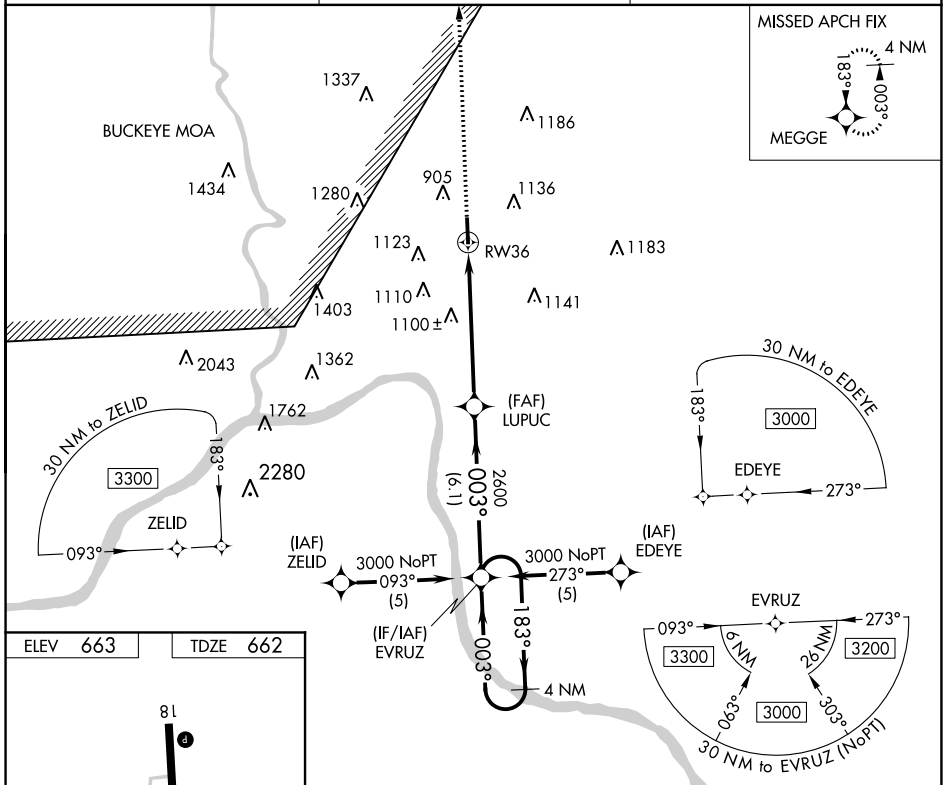 MISSED APCH FIX
4 NM
183°
003°
MEGGE
1337
1186
BUCKEYE MOA
1434
1280
905
1136
1123
RW36
1183
1110
1403
1100 ±
1141
2043
1362
30 NM to EDEYE
183°
3000
EDEYE
273°
(FAF)
LUPUC
1762
30 NM to ZELID
183°
3300
ZELID
093°
2280
2600
003°
(6.1)
(IAF)
ZELID
3000 NoPT
093°
(5)
3000 NoPT
273°
(5)
(IAF)
EDEYE
(IF/IAF)
EVRUZ
003°
183°
4 NM
EVRUZ
093°
273°
3300
6 NM
26 NM
3200
063°
3000
303°
30 NM to EVRUZ (NoPT)
ELEV 663
TDZE 662
18
P